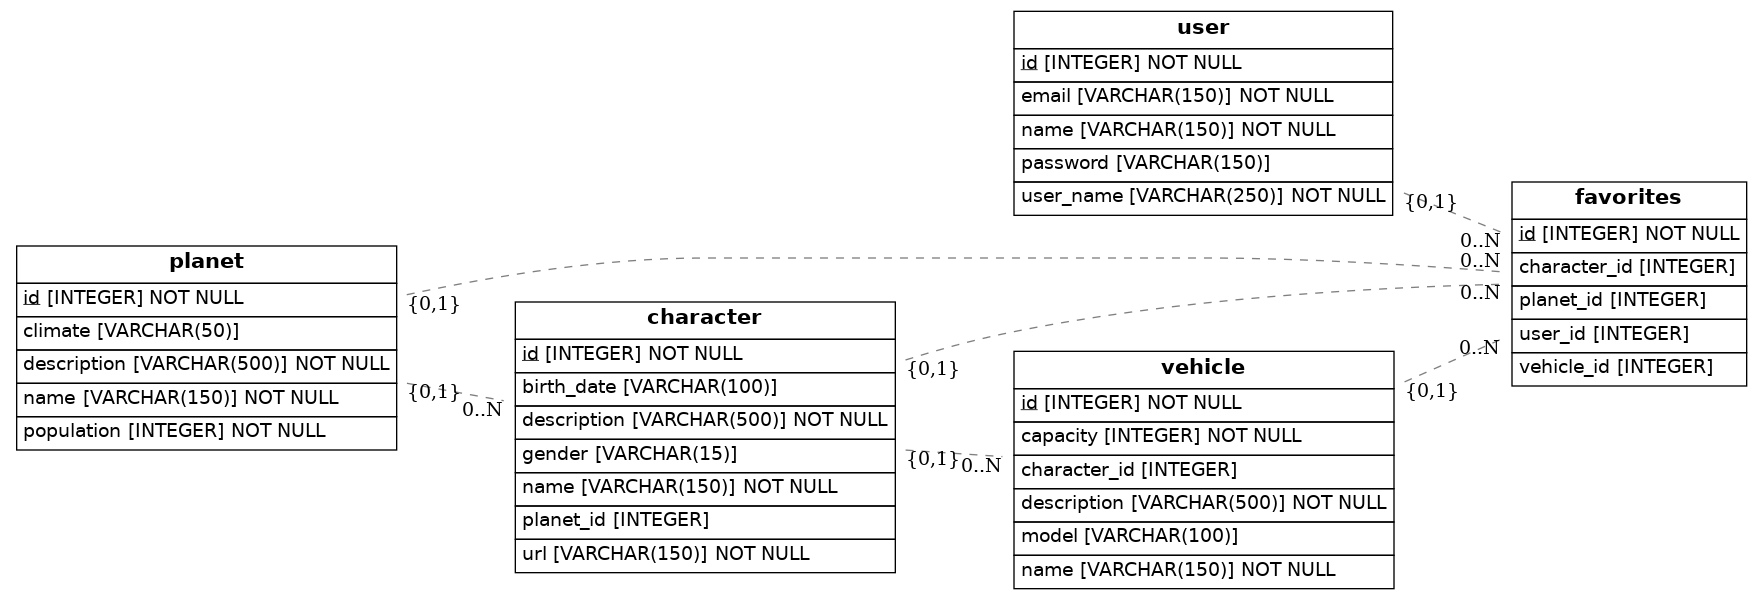 user
id [INTEGER] NOT NULL
email [VARCHAR(150)] NOT NULL
name [VARCHAR(150)] NOT NULL
password [VARCHAR(150)]
user_name [VARCHAR(250)] NOT NULL
{0,1}
0..N
favorites
id [INTEGER] NOT NULL
character_id [INTEGER]
planet_id [INTEGER]
user_id [INTEGER]
vehicle_id [INTEGER]
0..N
0..N
0..N
planet
id [INTEGER] NOT NULL
climate [VARCHAR(50)]
description [VARCHAR(500)] NOT NULL
name [VARCHAR(150)] NOT NULL
population [INTEGER] NOT NULL
{0,1}
{0,1}
0..N
character
id [INTEGER] NOT NULL
birth_date [VARCHAR(100)]
description [VARCHAR(500)] NOT NULL
gender [VARCHAR(15)]
name [VARCHAR(150)] NOT NULL
planet_id [INTEGER]
url [VARCHAR(150)] NOT NULL
{0,1}
{0,1}
0..N
vehicle
id [INTEGER] NOT NULL
capacity [INTEGER] NOT NULL
character_id [INTEGER]
description [VARCHAR(500)] NOT NULL
model [VARCHAR(100)]
name [VARCHAR(150)] NOT NULL
{0,1}